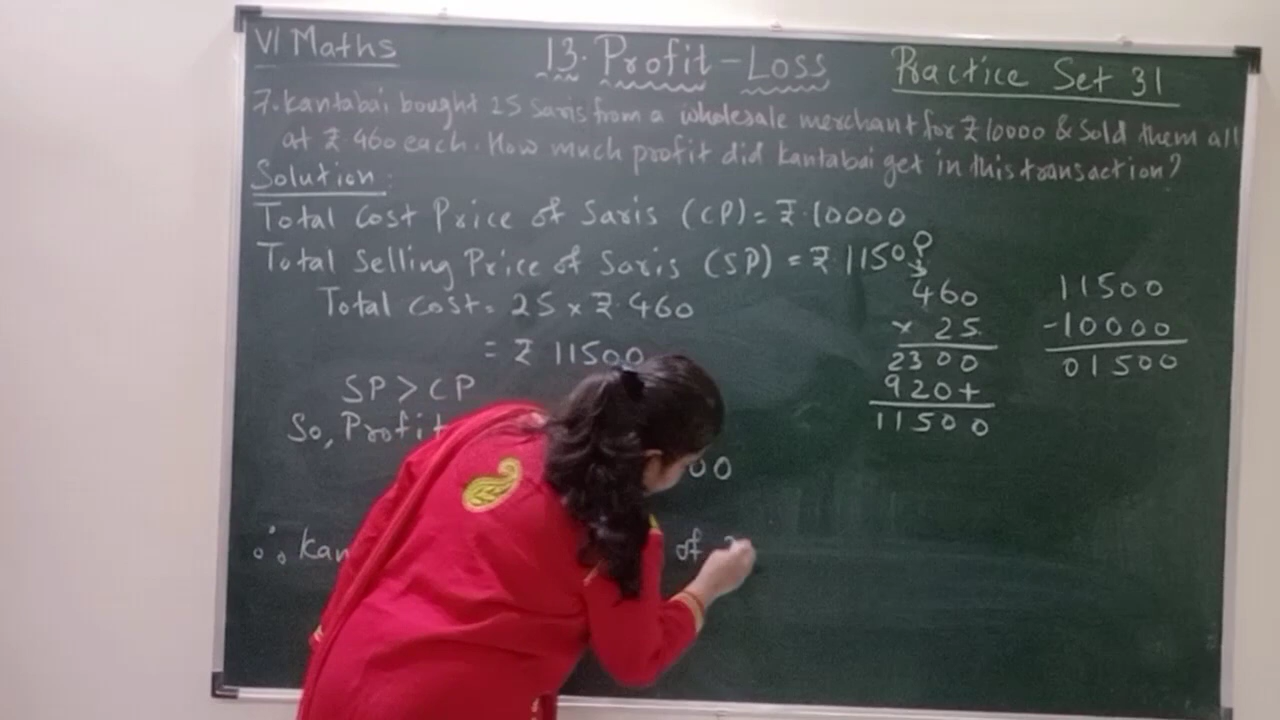 VI Maths
13. Profit - Loss
Practice Set 31
7. Kantabai bought 25 saris from a wholesale merchant for ₹10000 & sold them all
at ₹460 each. How much profit did Kantabai get in this transaction?
Solution:
Total Cost Price of Saris (CP) = ₹10000
Total Selling Price of Saris (SP) = ₹11500
Total cost = 25 × ₹460
= ₹11500
SP > CP
So, Profit
00
∴ Kan of
3
460
× 25
2300
920+
11500
11500
-10000
01500